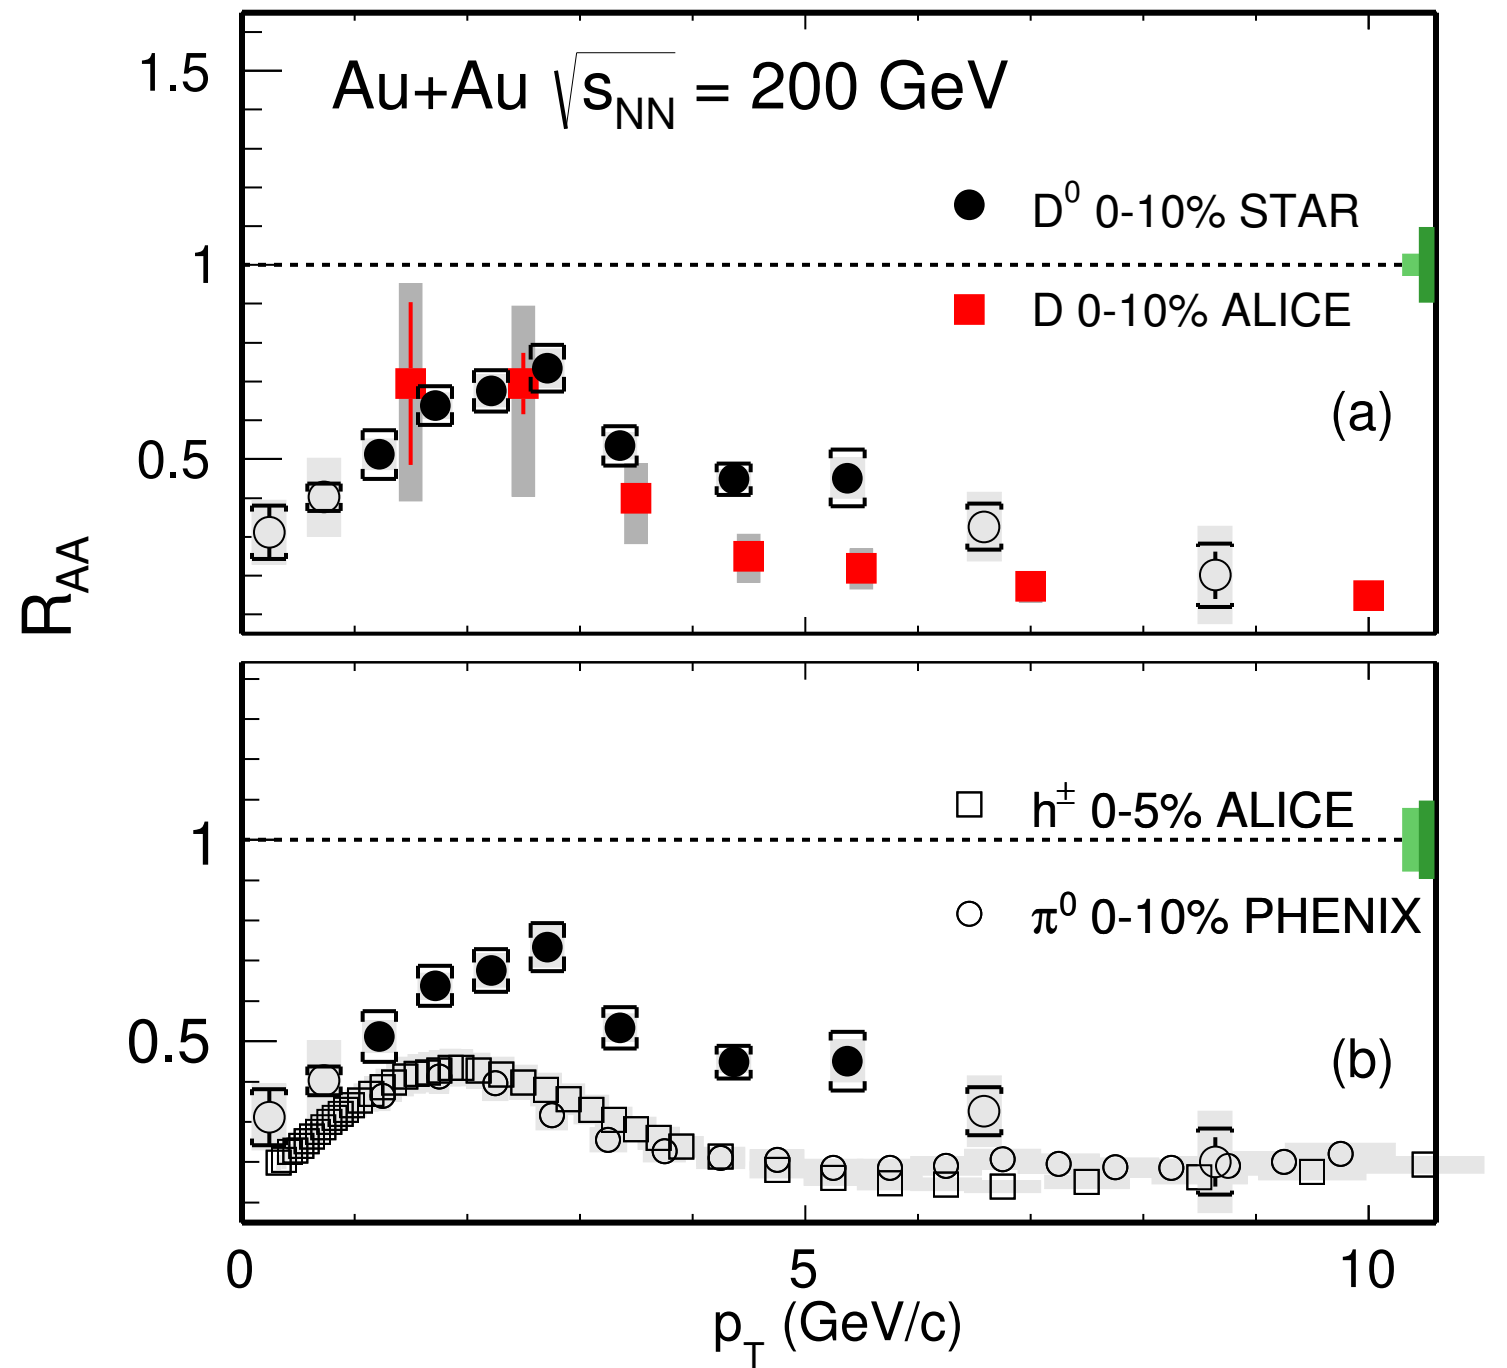 Au+Au √sNN = 200 GeV
1.5
D0 0-10% STAR
1
D 0-10% ALICE
(a)
0.5
RAA
h± 0-5% ALICE
1
π0 0-10% PHENIX
0.5
(b)
0 5 10
pT (GeV/c)